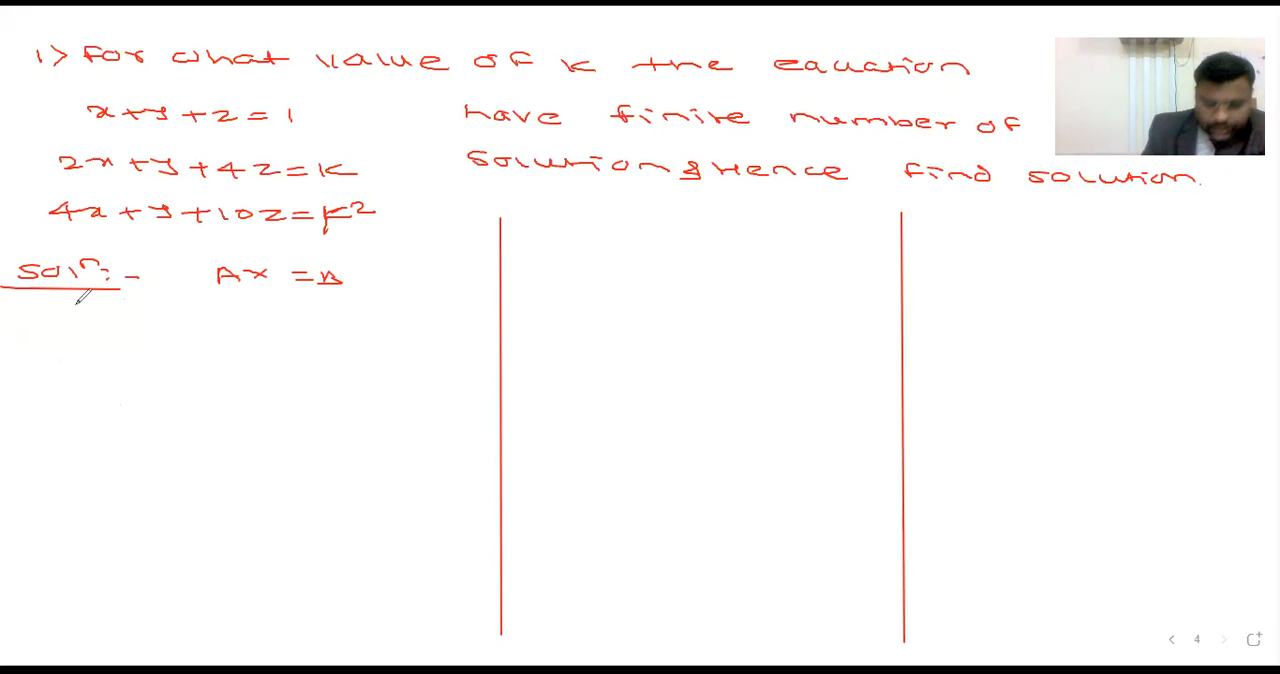 1) For what value of k the equation
x+y+z=1 have finite number of
2x+y+4z=k solution & Hence find solution.
4x+y+10z=k²
Solⁿ:- AX =B
4